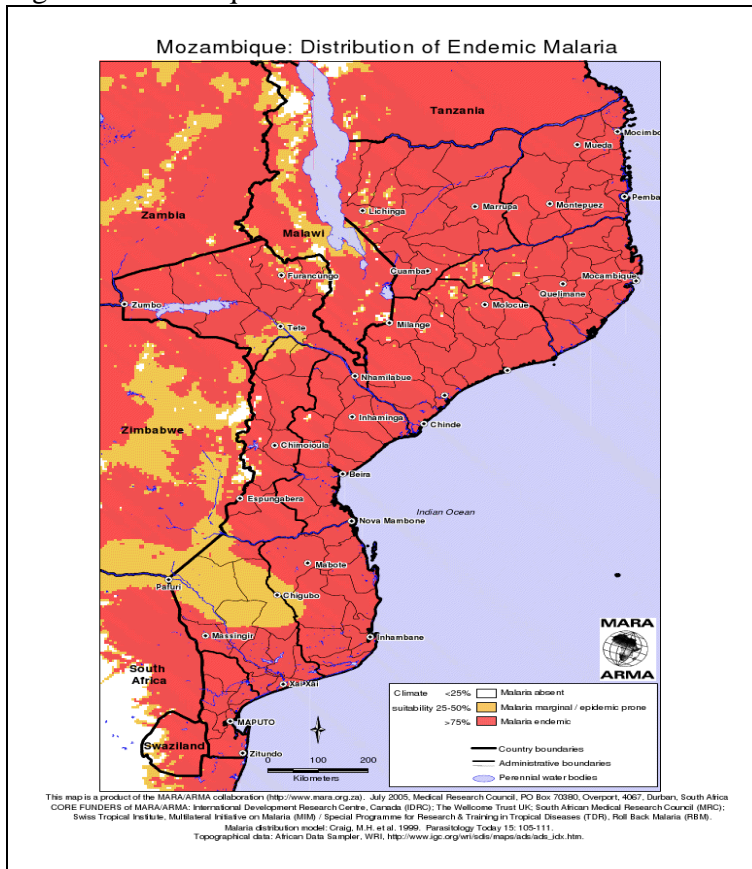 Mozambique: Distribution of Endemic Malaria
Tanzania
Mocimbo
Mueda
Zambia
Lichinga
Marrupa
Montepuez
Pemba
Malawi
Furancungo
Cuamba
Mocambique
Quelimane
Zumbo
Molocue
Tete
Milange
Nhamilabue
Zimbabwe
Inhaminga
Chinde
Chimoioula
Beira
Espungabera
Indian Ocean
Nova Mambone
Mabote
Pafuri
Chigubo
Massingir
Inhambane
MARA
ARMA
South
Africa
Xai Xai
MAPUTO
Swaziland
Zitundo
0 100 200
Kilometers
Climate <25% Malaria absent
suitability 25-50% Malaria marginal / epidemic prone
>75% Malaria endemic
Country boundaries
Administrative boundaries
Perennial water bodies
This map is a product of the MARA/ARMA collaboration (http://www.mara.org.za). July 2005, Medical Research Council, PO Box 70380, Overport, 4067, Durban, South Africa
CORE FUNDERS of MARA/ARMA: International Development Research Centre, Canada (IDRC); The Wellcome Trust UK; South African Medical Research Council (MRC);
Swiss Tropical Institute, Multilateral Initiative on Malaria (MIM) / Special Programme for Research & Training in Tropical Diseases (TDR), Roll Back Malaria (RBM).
Malaria distribution model: Craig, M.H. et al. 1999. Parasitology Today 15: 105-111.
Topographical data: African Data Sampler, WRI, http://www.igc.org/wri/sdis/maps/ads/ads_idx.htm.